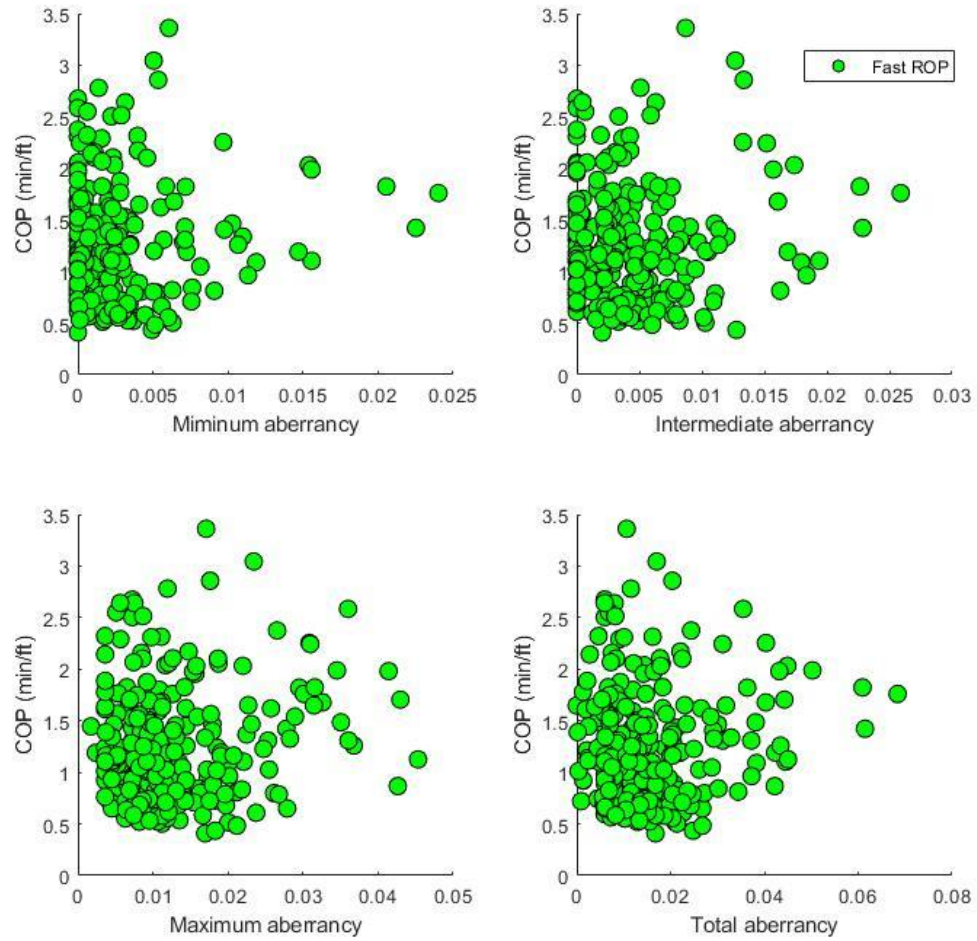 3.5
3
2.5
2
1.5
1
0.5
0
COP (min/ft)
0 0.005 0.01 0.015 0.02 0.025
Miminum aberrancy
3.5
3
2.5
2
1.5
1
0.5
0
COP (min/ft)
Fast ROP
0 0.005 0.01 0.015 0.02 0.025 0.03
Intermediate aberrancy
3.5
3
2.5
2
1.5
1
0.5
0
COP (min/ft)
0 0.01 0.02 0.03 0.04 0.05
Maximum aberrancy
3.5
3
2.5
2
1.5
1
0.5
0
COP (min/ft)
0 0.02 0.04 0.06 0.08
Total aberrancy